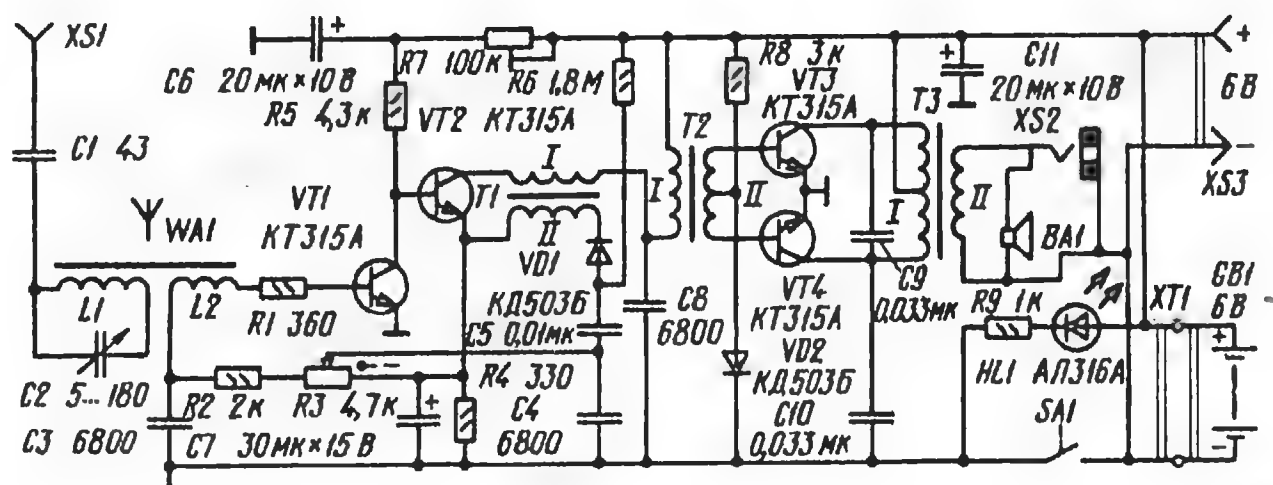 XS1
C6 20мк×10В
R7 100к
R6 1,8М
R8 3к
C11 20мк×10В
+
6В
R5 4,3к
VT2 КТ315А
VT3 КТ315А
T3
XS2
C1 43
T2
I
-
XS3
WA1
VT1 КТ315А
T1
II
I
II
I
II
BA1
VD1 КД503Б
C9 0,033мк
L1
L2
R1 360
C5 0,01мк
C8 6800
VT4 КТ315А
R9 1к
XT1
GB1 6В
+
VD2 КД503Б
HL1 АЛ316А
C2 5...180
R2 2к
R3 4,7к
-
+
R4 330
C4 6800
C10 0,033мк
SA1
C3 6800
C7 30мк×15В
-
+
+